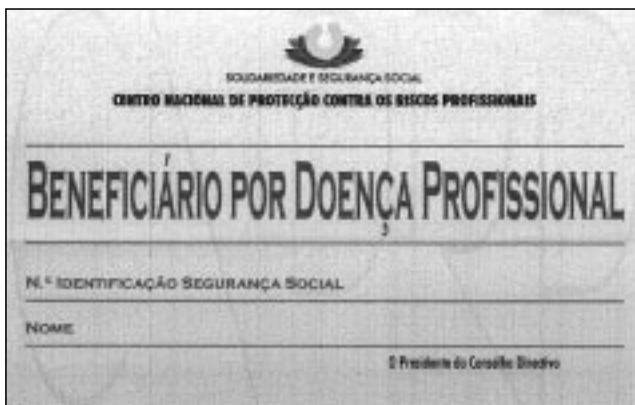 SOLIDARIEDADE E SEGURANÇA SOCIAL
CENTRO NACIONAL DE PROTECÇÃO CONTRA OS RISCOS PROFISSIONAIS
BENEFICIÁRIO POR DOENÇA PROFISSIONAL
N.º IDENTIFICAÇÃO SEGURANÇA SOCIAL
NOME
O Presidente do Conselho Directivo